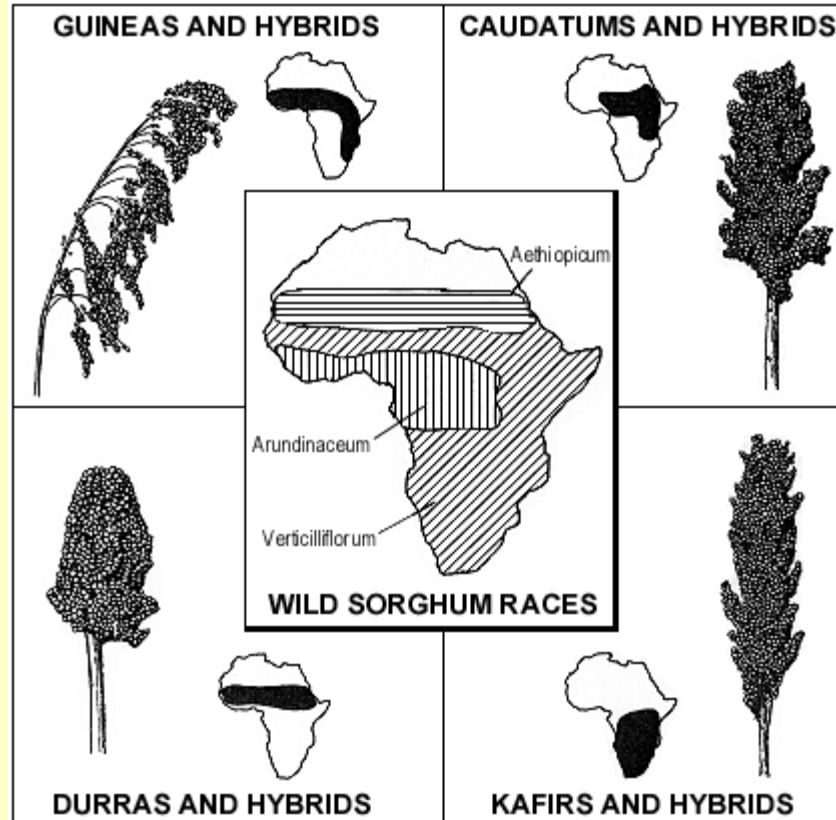 GUINEAS AND HYBRIDS
CAUDATUMS AND HYBRIDS
Aethiopicum
Arundinaceum
Verticilliflorum
WILD SORGHUM RACES
DURRAS AND HYBRIDS
KAFIRS AND HYBRIDS